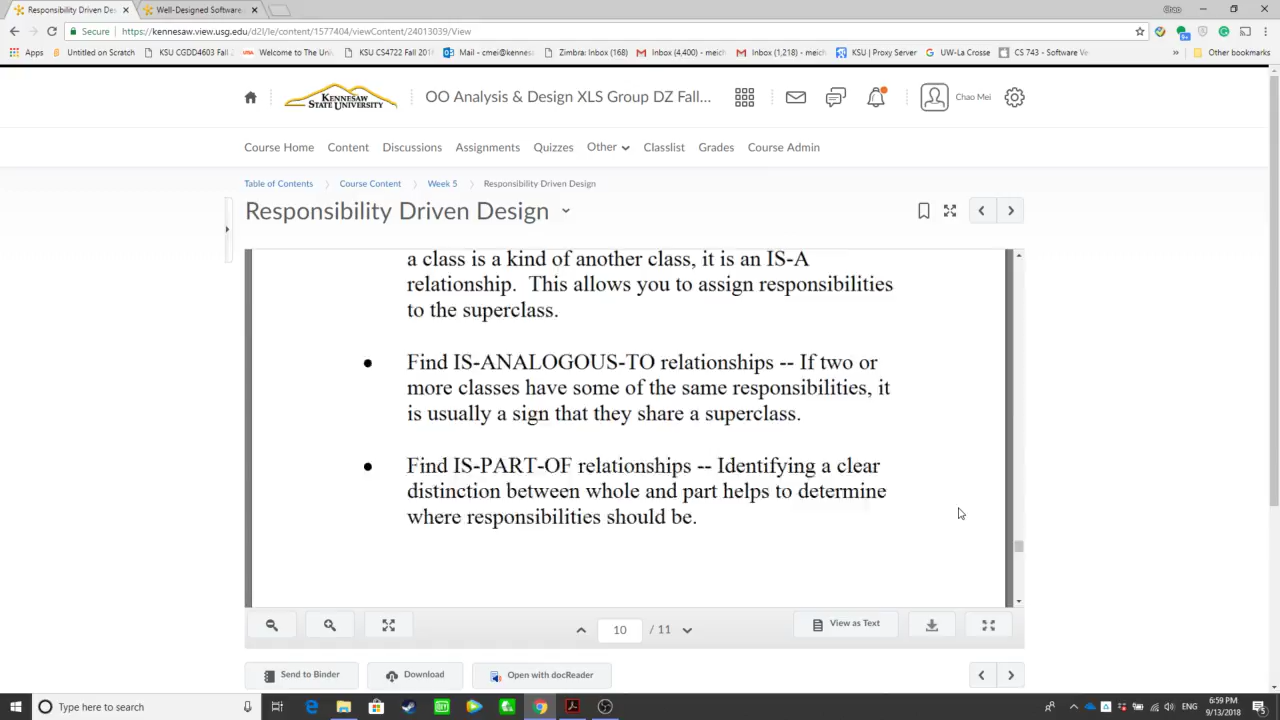 Responsibility Driven Des
Well-Designed Software
Chao
Secure
https://kennesaw.view.usg.edu/d2l/le/content/1577404/viewContent/24013039/View
Apps
Untitled on Scratch
KSU CGDD4603 Fall
Welcome to The Uni
KSU CS4722 Fall 201
Mail - cmei@kennes
Zimbra: Inbox (168)
Inbox (4,400) - meich
Inbox (1,218) - meich
KSU | Proxy Server
UW-La Crosse
CS 743 - Software Ve
Other bookmarks
KENNESAW
STATE UNIVERSITY
OO Analysis & Design XLS Group DZ Fall...
Chao Mei
Course Home
Content
Discussions
Assignments
Quizzes
Other
Classlist
Grades
Course Admin
Table of Contents
Course Content
Week 5
Responsibility Driven Design
Responsibility Driven Design
a class is a kind of another class, it is an IS-A
relationship. This allows you to assign responsibilities
to the superclass.
● Find IS-ANALOGOUS-TO relationships -- If two or
more classes have some of the same responsibilities, it
is usually a sign that they share a superclass.
● Find IS-PART-OF relationships -- Identifying a clear
distinction between whole and part helps to determine
where responsibilities should be.
10 / 11
View as Text
Send to Binder
Download
Open with docReader
Type here to search
ENG
6:59 PM
9/13/2018